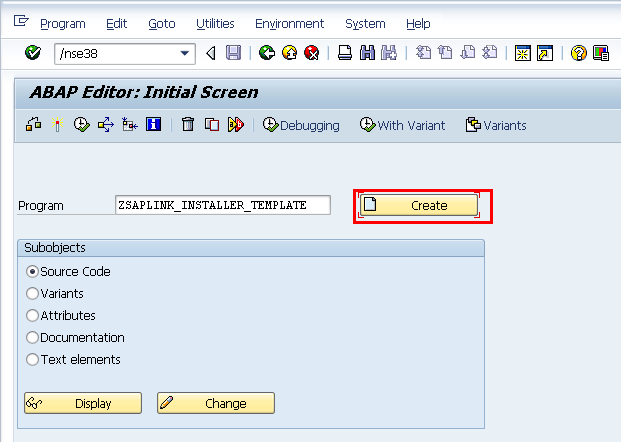 Program Edit Goto Utilities Environment System Help
/nse38
ABAP Editor: Initial Screen
Debugging With Variant Variants
Program ZSAPLINK_INSTALLER_TEMPLATE Create
Subobjects
Source Code
Variants
Attributes
Documentation
Text elements
Display Change